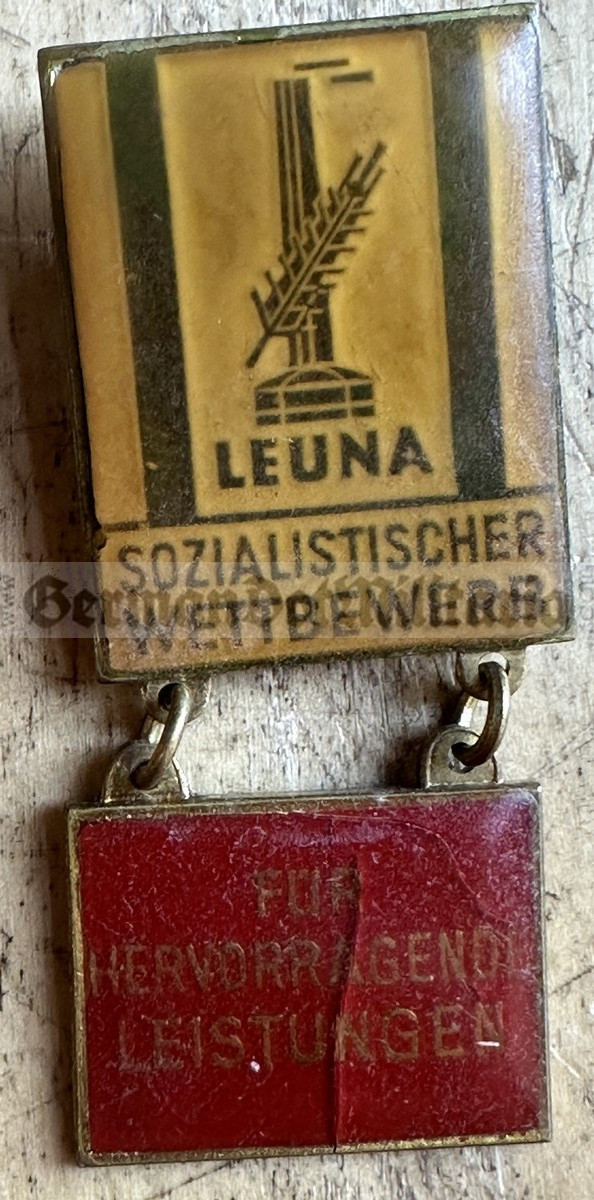 LEUNA
SOZIALISTISCHER
WETTBEWERB
FÜR
HERVORRAGENDE
LEISTUNGEN